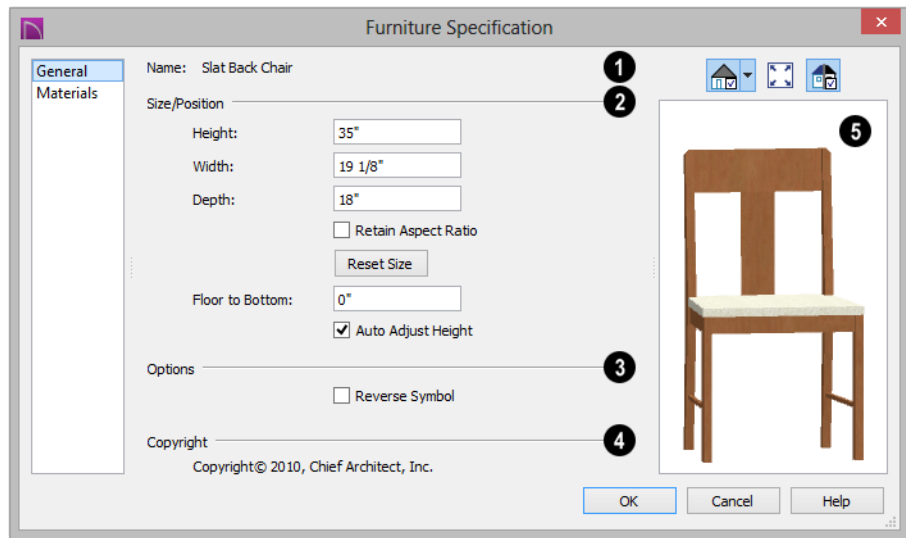 Furniture Specification
General
Materials
Name: Slat Back Chair 1
Size/Position 2
Height: 35"
Width: 19 1/8"
Depth: 18"
Retain Aspect Ratio
Reset Size
Floor to Bottom: 0"
Auto Adjust Height
Options 3
Reverse Symbol
Copyright 4
Copyright© 2010, Chief Architect, Inc.
5
OK Cancel Help